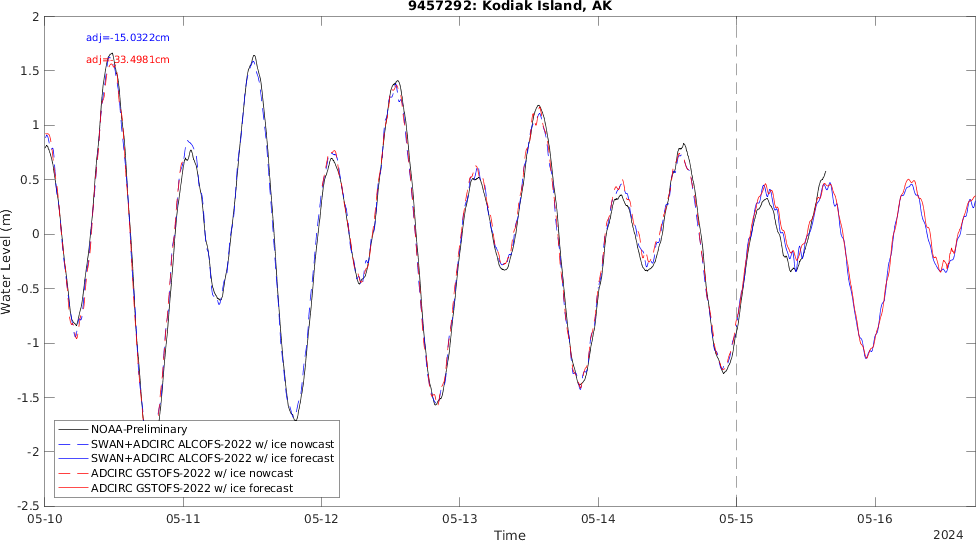 9457292: Kodiak Island, AK
adj=-15.0322cm
adj=-33.4981cm
Water Level (m)
2
1.5
1
0.5
0
-0.5
-1
-1.5
-2
-2.5
NOAA-Preliminary
SWAN+ADCIRC ALCOFS-2022 w/ ice nowcast
SWAN+ADCIRC ALCOFS-2022 w/ ice forecast
ADCIRC GSTOFS-2022 w/ ice nowcast
ADCIRC GSTOFS-2022 w/ ice forecast
05-10 05-11 05-12 05-13 05-14 05-15 05-16
Time
2024